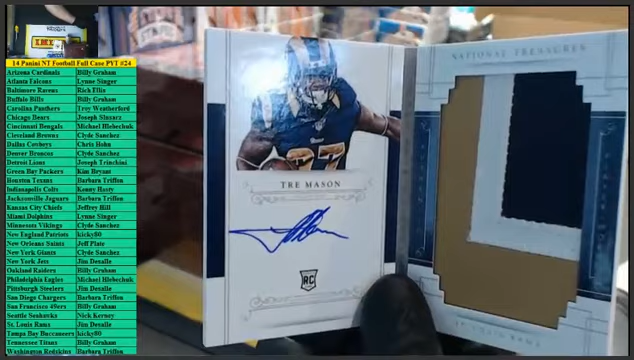 14 Panini NT Football Full Case PYT #24
Arizona Cardinals Billy Graham
Atlanta Falcons Lynne Singer
Baltimore Ravens Rich Ellis
Buffalo Bills Billy Graham
Carolina Panthers Troy Weatherford
Chicago Bears Joseph Slusarz
Cincinnati Bengals Michael Hlebechuk
Cleveland Browns Clyde Sanchez
Dallas Cowboys Chris Hohn
Denver Broncos Clyde Sanchez
Detroit Lions Joseph Trinchini
Green Bay Packers Kim Bryant
Houston Texans Barbara Triffon
Indianapolis Colts Kenny Hasty
Jacksonville Jaguars Barbara Triffon
Kansas City Chiefs Jeffrey Hill
Miami Dolphins Lynne Singer
Minnesota Vikings Clyde Sanchez
New England Patriots kicky80
New Orleans Saints Jeff Plate
New York Giants Clyde Sanchez
New York Jets Jim Desalle
Oakland Raiders Billy Graham
Philadelphia Eagles Michael Hlebechuk
Pittsburgh Steelers Jim Desalle
San Diego Chargers Barbara Triffon
San Francisco 49ers Billy Graham
Seattle Seahawks Nick Kerney
St. Louis Rams Jim Desalle
Tampa Bay Buccaneers kicky80
Tennessee Titans Billy Graham
Washington Redskins Barbara Triffon
27
TRE MASON
RC
NATIONAL TREASURES